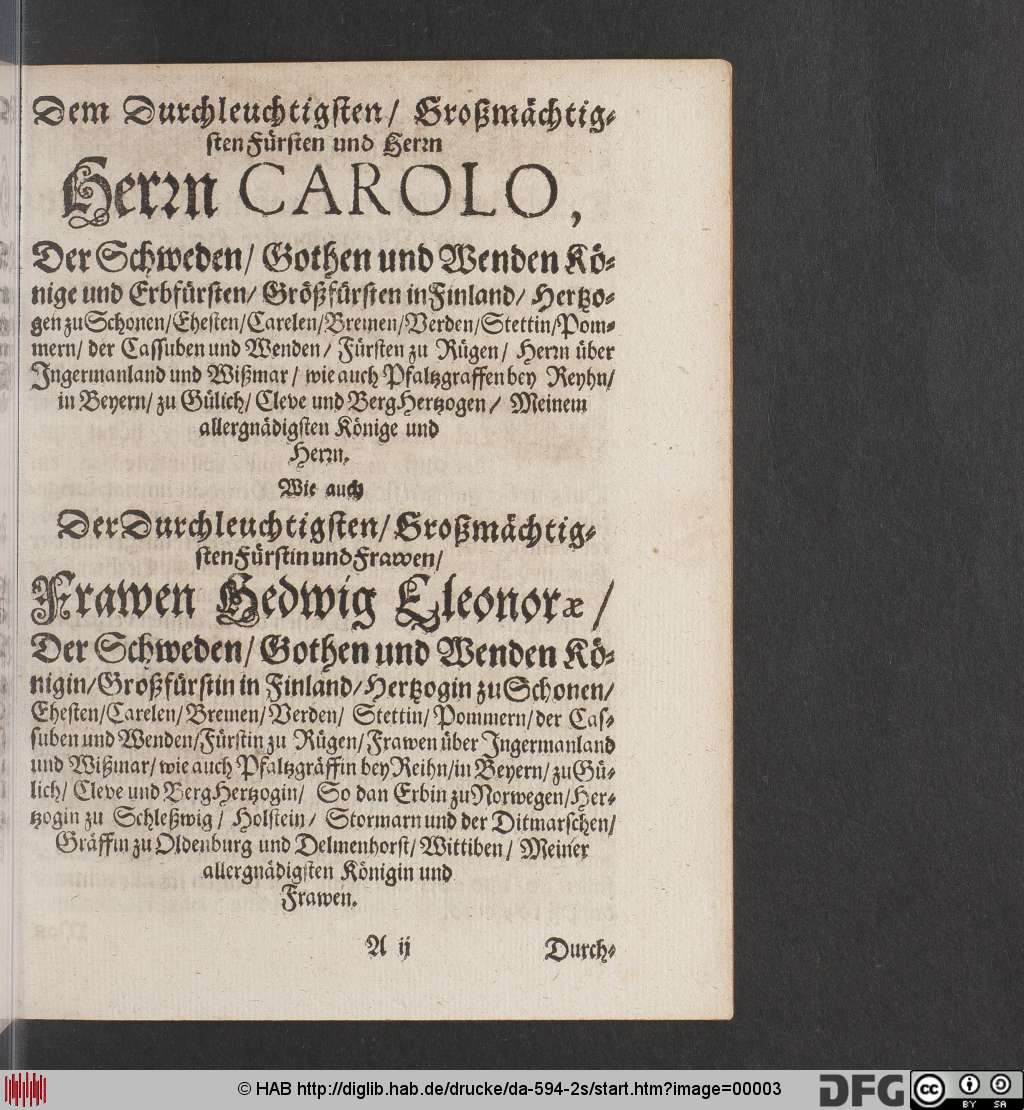 Dem Durchleuchtigsten/ Großmächtig⸗
sten Fürsten und Herrn
Herrn CAROLO,
Der Schweden/ Gothen und Wenden Kö⸗
nige und Erbfürsten/ Größfürsten in Finland/ Hertzo⸗
gen zu Schonen/ Ehesten/ Carelen/ Bremen/ Verden/ Stettin/ Pom⸗
mern/ der Cassuben und Wenden/ Fürsten zu Rügen/ Herrn über
Ingermanland und Wißmar/ wie auch Pfaltzgraffen bey Reyhn/
in Beyern/ zu Gülich/ Cleve und Berg Hertzogen/ Meinem
allergnädigsten Könige und
Herrn.
Wie auch
Der Durchleuchtigsten/ Großmächtig⸗
sten Fürstin und Frawen/
Frawen Hedwig Eleonoræ/
Der Schweden/ Gothen und Wenden Kö⸗
nigin/ Großfürstin in Finland/ Hertzogin zu Schonen/
Ehesten/ Carelen/ Bremen/ Verden/ Stettin/ Pommern/ der Cas⸗
suben und Wenden/ Fürstin zu Rügen/ Frawen über Ingermanland
und Wißmar/ wie auch Pfaltzgräffin bey Reihn/ in Beyern/ zu Gü⸗
lich/ Cleve und Berg Hertzogin/ So dan Erbin zu Norwegen/ Her⸗
tzogin zu Schleßwig/ Holstein/ Stormarn und der Ditmarschen/
Gräffin zu Oldenburg und Delmenhorst/ Wittiben/ Meiner
allergnädigsten Königin und
Frawen.
A ij Durch⸗
© HAB http://diglib.hab.de/drucke/da-594-2s/start.htm?image=00003
DFG
cc BY SA